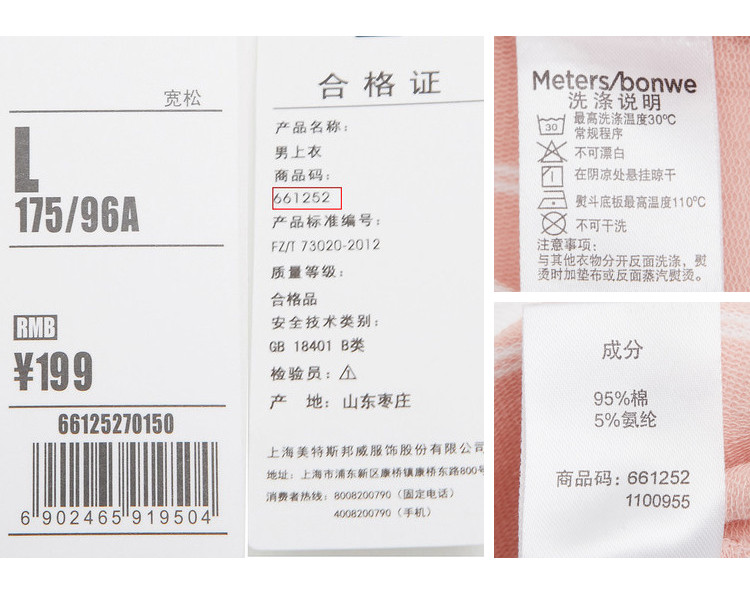 宽松
L
175/96A
RMB
¥199
66125270150
6 902465 919504
合格证
产品名称：
男上衣
商品码：
661252
产品标准编号：
FZ/T 73020-2012
质量等级：
合格品
安全技术类别：
GB 18401 B类
检验员：
产 地：山东枣庄
上海美特斯邦威服饰股份有限公司
地址：上海市浦东新区康桥镇康桥东路800号
消费者热线：8008200790（固定电话）
4008200790（手机）
Meters/bonwe
洗涤说明
30
最高洗涤温度30℃
常规程序
不可漂白
在阴凉处悬挂晾干
熨斗底板最高温度110℃
不可干洗
注意事项：
与其他衣物分开反面洗涤、熨
烫时加垫布或反面蒸汽熨烫。
成分
95%棉
5%氨纶
商品码：661252
1100955